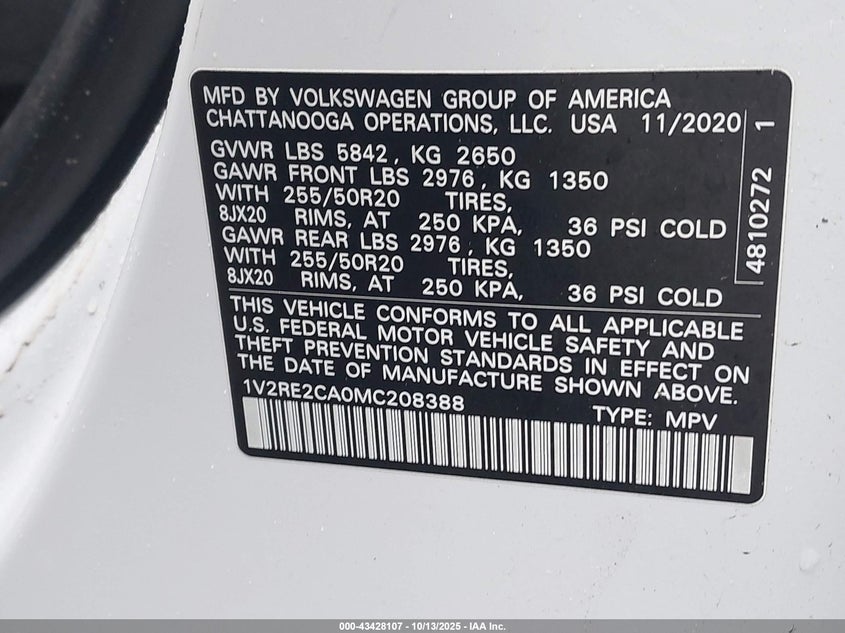 MFD BY VOLKSWAGEN GROUP OF AMERICA
CHATTANOOGA OPERATIONS, LLC. USA 11/2020
GVWR LBS 5842, KG 2650
GAWR FRONT LBS 2976, KG 1350
WITH 255/50R20 TIRES,
8JX20 RIMS, AT 250 KPA, 36 PSI COLD
GAWR REAR LBS 2976, KG 1350
WITH 255/50R20 TIRES,
8JX20 RIMS, AT 250 KPA, 36 PSI COLD
4810272 1
THIS VEHICLE CONFORMS TO ALL APPLICABLE
U.S. FEDERAL MOTOR VEHICLE SAFETY AND
THEFT PREVENTION STANDARDS IN EFFECT ON
THE DATE OF MANUFACTURE SHOWN ABOVE.
1V2RE2CA0MC208388 TYPE: MPV
000-43428107 - 10/13/2025 - IAA Inc.